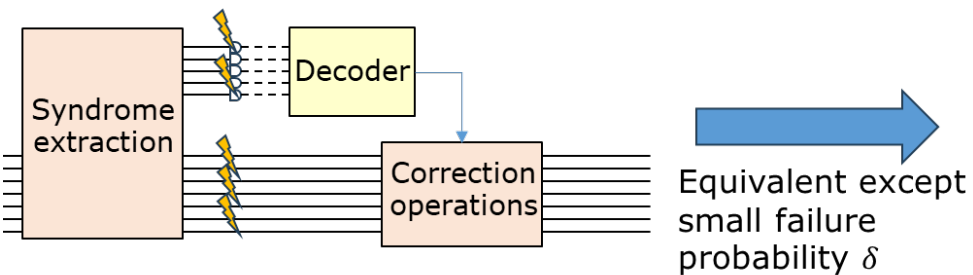 Syndrome
extraction
Decoder
Correction
operations
Equivalent except
small failure
probability 𝛿